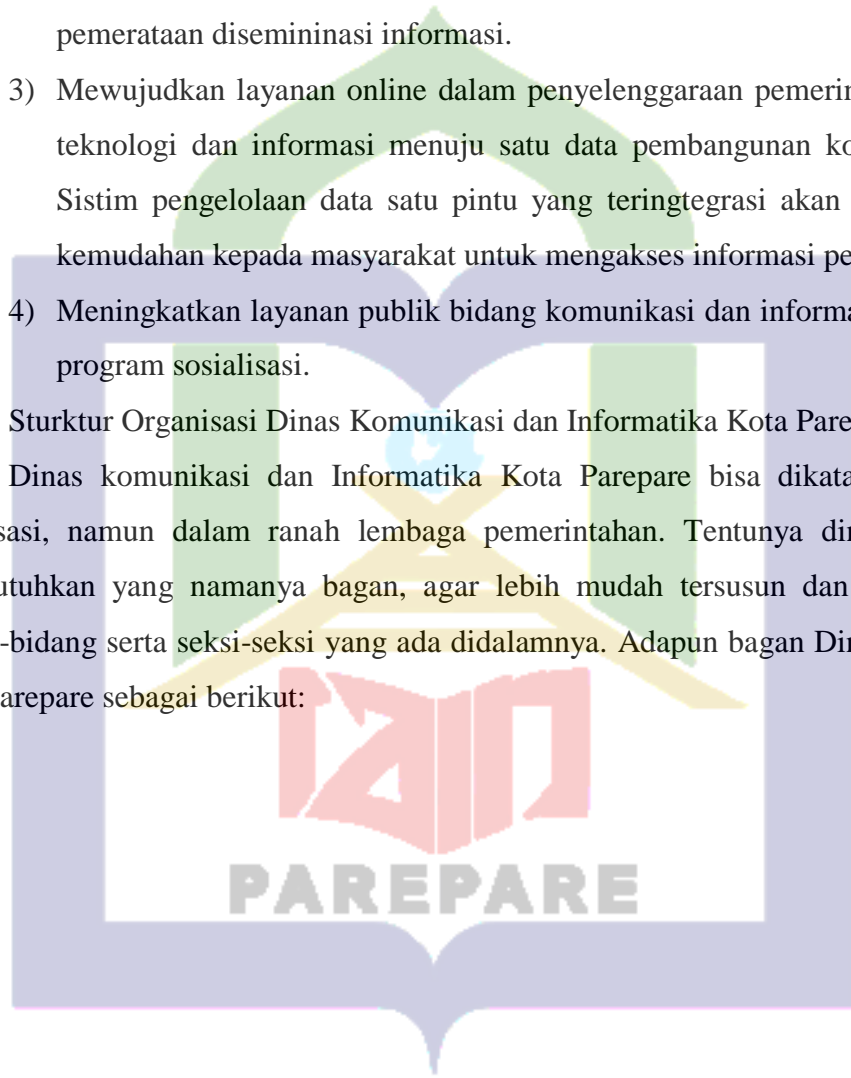 pemerataan disemininasi informasi.
3) Mewujudkan layanan online dalam penyelenggaraan pemerin
teknologi dan informasi menuju satu data pembangunan ko
Sistim pengelolaan data satu pintu yang teringtegrasi akan
kemudahan kepada masyarakat untuk mengakses informasi pe
4) Meningkatkan layanan publik bidang komunikasi dan informa
program sosialisasi.
Sturktur Organisasi Dinas Komunikasi dan Informatika Kota Pare
Dinas komunikasi dan Informatika Kota Parepare bisa dikata
sasi, namun dalam ranah lembaga pemerintahan. Tentunya din
utuhkan yang namanya bagan, agar lebih mudah tersusun dan
-bidang serta seksi-seksi yang ada didalamnya. Adapun bagan Din
arepare sebagai berikut:
iain
PAREPARE